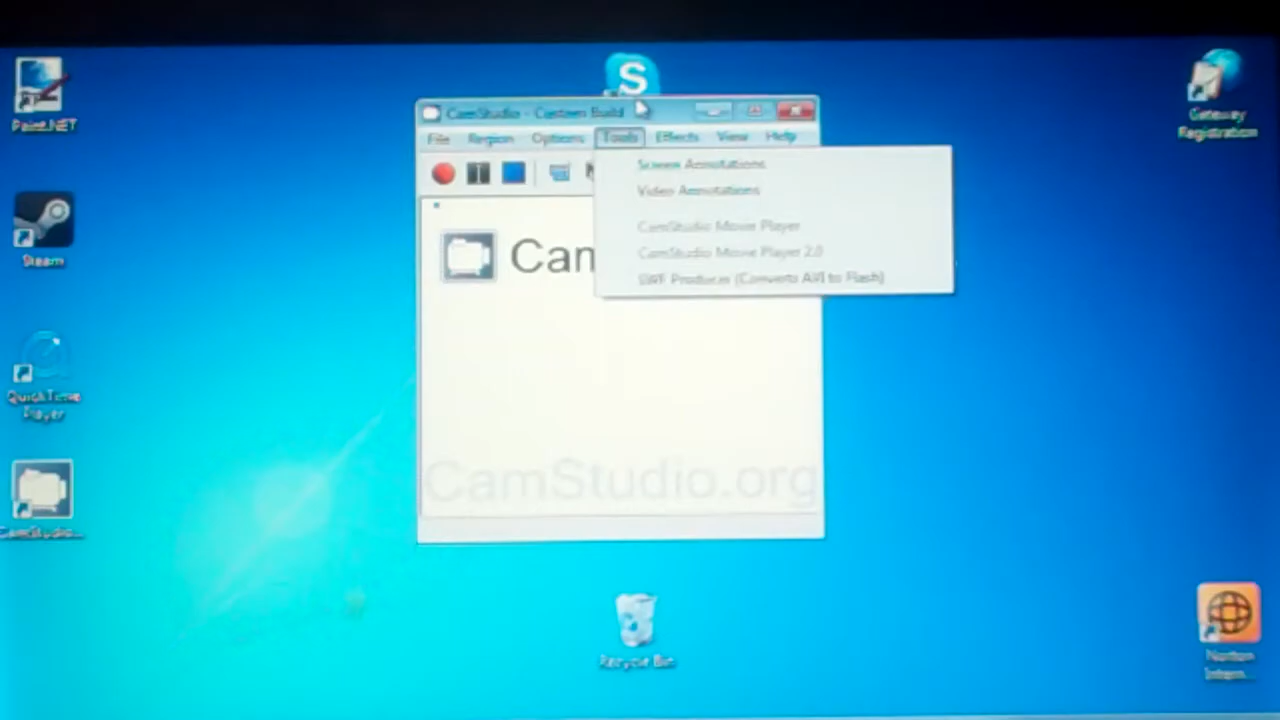 Paint.NET
Steam
QuickTime
Player
CamStudio...
S
CamStudio - Cantoen Build
File Region Options Tools Effects View Help
Screen Annotations
Video Annotations
CamStudio Movie Player
CamStudio Movie Player 2.0
SWF Producer (Converts AVI to Flash)
Cam
CamStudio.org
Recycle Bin
Gateway
Registration
Norton
Intern...